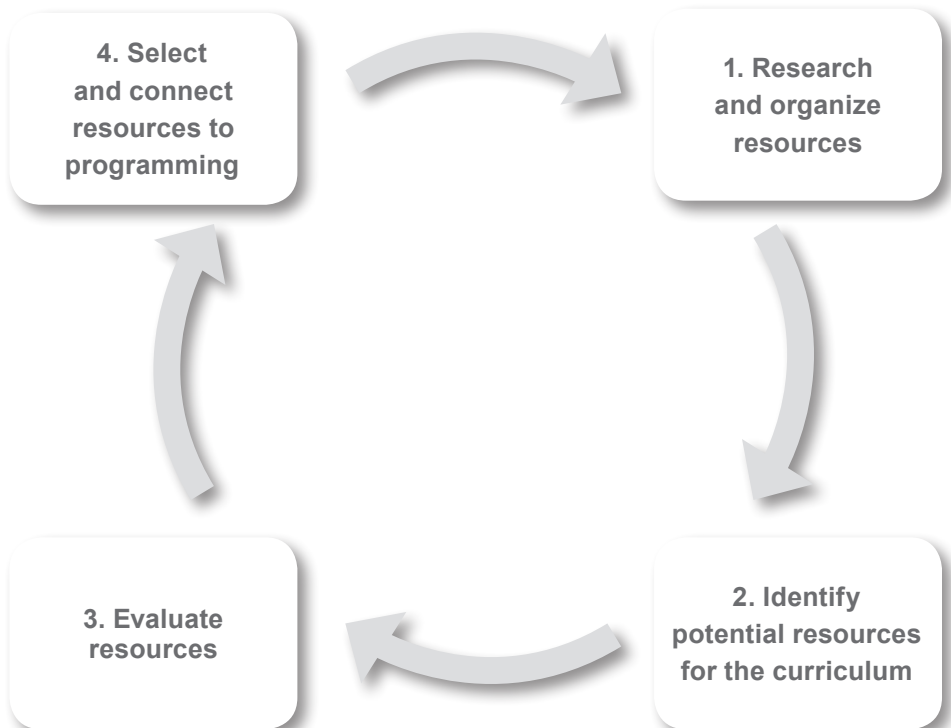 1. Research
and organize
resources
2. Identify
potential resources
for the curriculum
3. Evaluate
resources
4. Select
and connect
resources to
programming